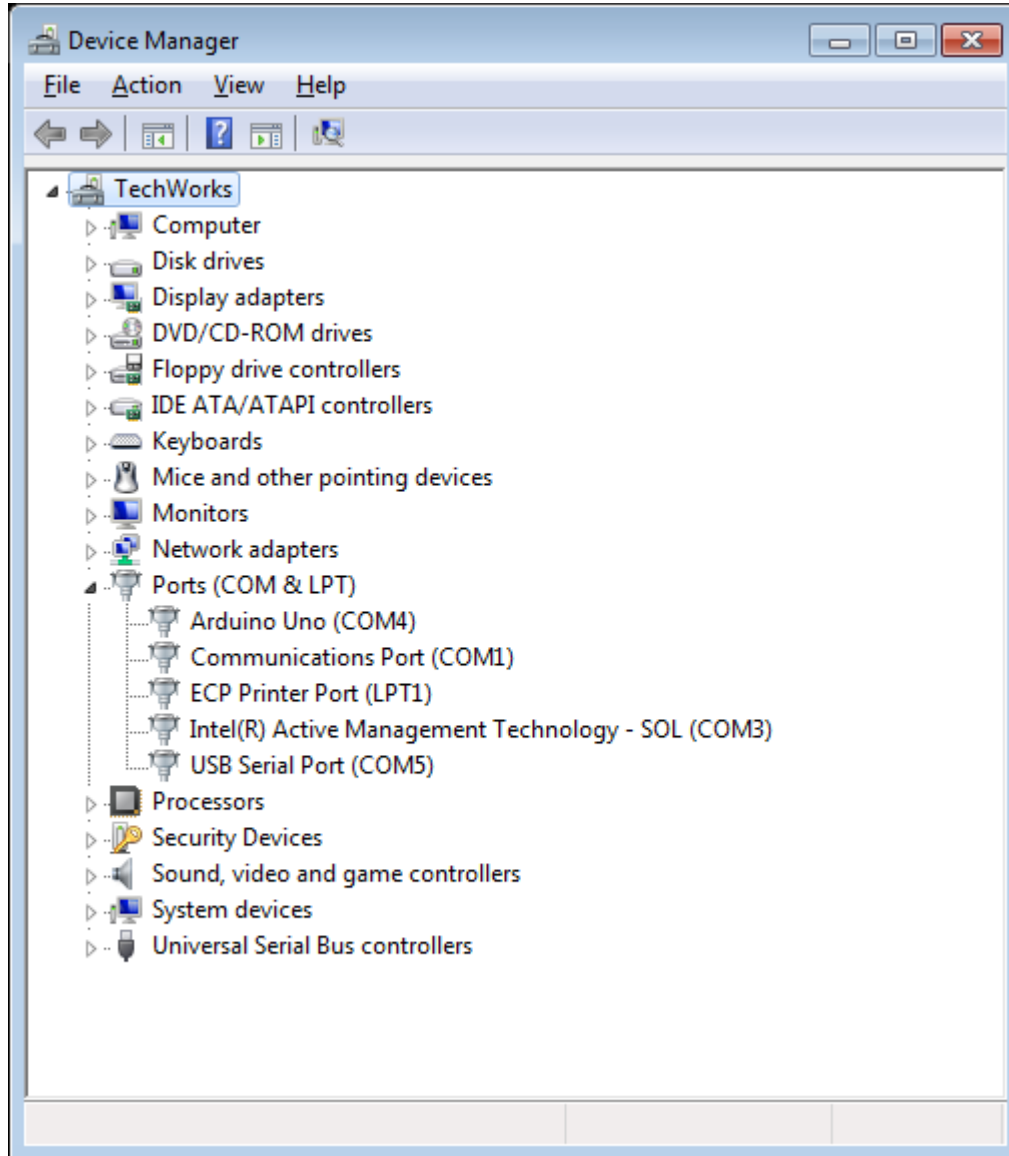 Device Manager
File Action View Help
TechWorks
Computer
Disk drives
Display adapters
DVD/CD-ROM drives
Floppy drive controllers
IDE ATA/ATAPI controllers
Keyboards
Mice and other pointing devices
Monitors
Network adapters
Ports (COM & LPT)
Arduino Uno (COM4)
Communications Port (COM1)
ECP Printer Port (LPT1)
Intel(R) Active Management Technology - SOL (COM3)
USB Serial Port (COM5)
Processors
Security Devices
Sound, video and game controllers
System devices
Universal Serial Bus controllers